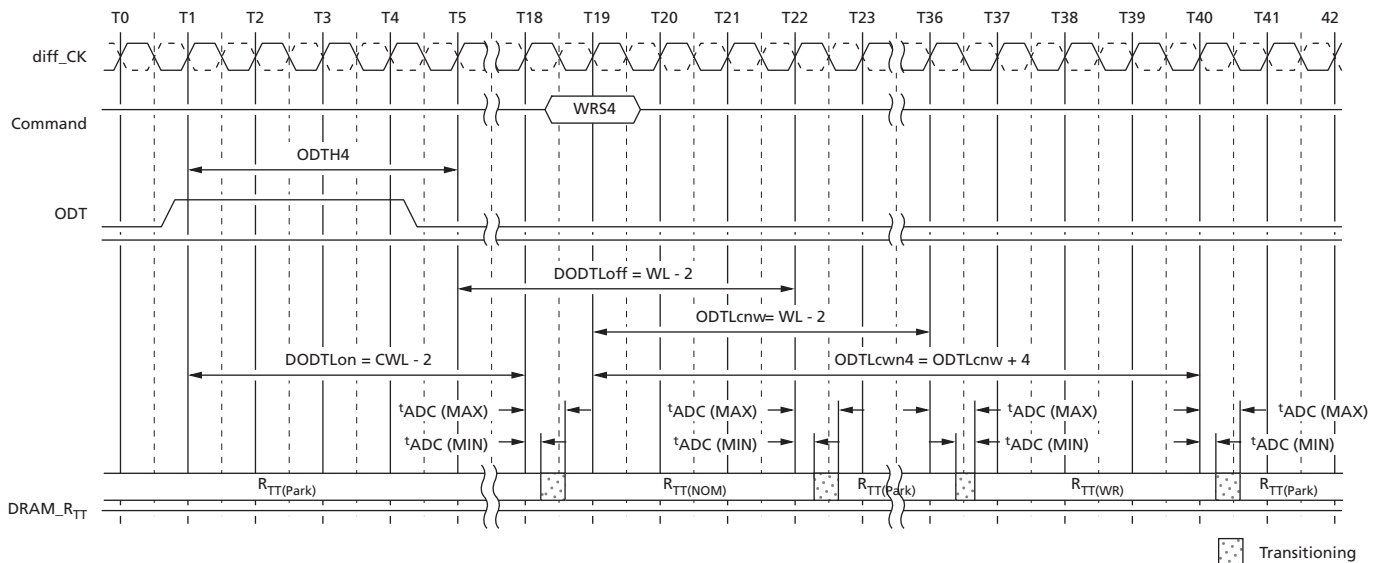 T0 T1 T2 T3 T4 T5 T18 T19 T20 T21 T22 T23 T36 T37 T38 T39 T40 T41 42
diff_CK
Command
WRS4
ODTH4
ODT
DODTLoff = WL - 2
ODTLcnw= WL - 2
DODTLon = CWL - 2
ODTLcwn4 = ODTLcnw + 4
tADC (MAX) tADC (MAX) tADC (MAX) tADC (MAX)
tADC (MIN) tADC (MIN) tADC (MIN) tADC (MIN)
RTT(Park) RTT(NOM) RTT(Park) RTT(WR) RTT(Park)
DRAM_RTT
Transitioning